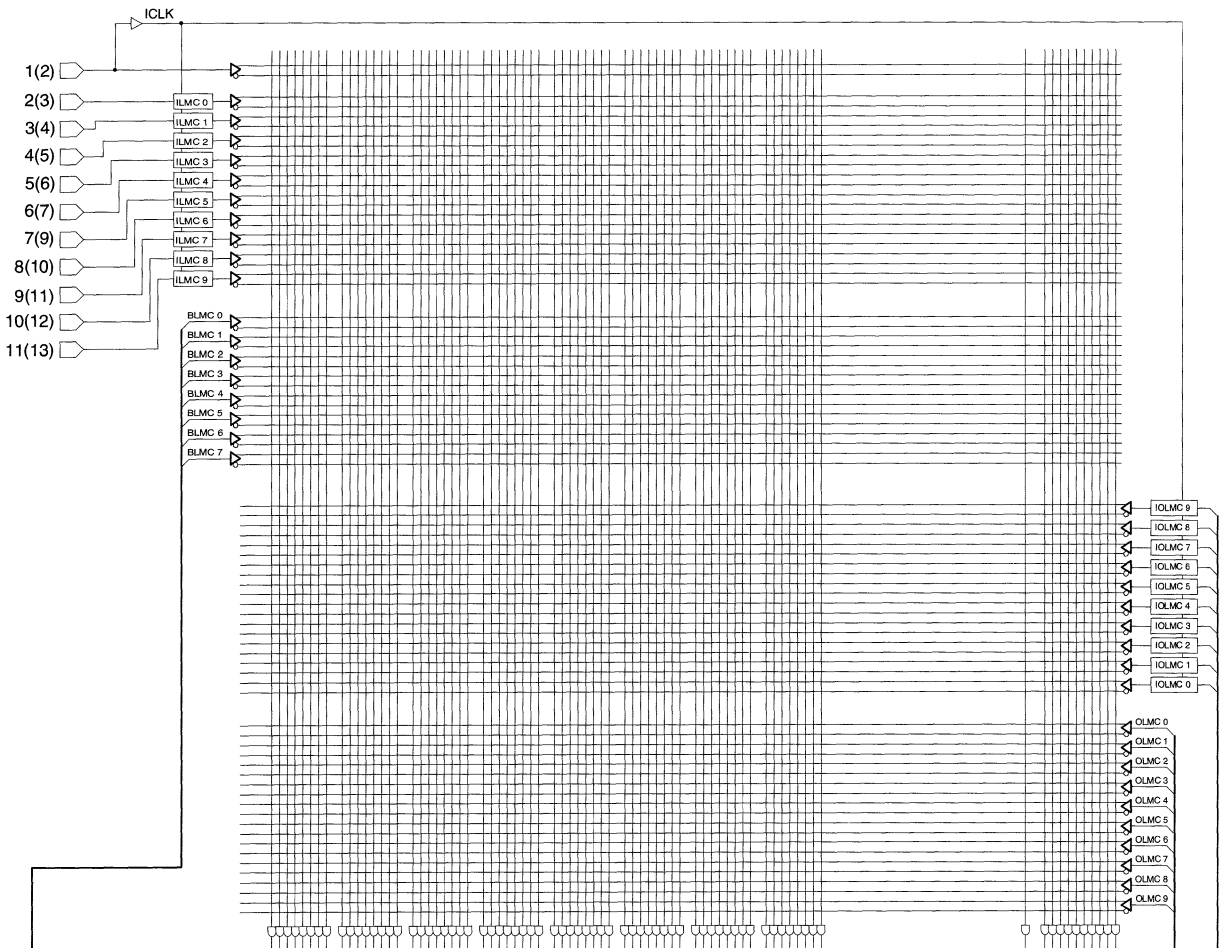 ICLK
1(2)
2(3)
3(4)
4(5)
5(6)
6(7)
7(9)
8(10)
9(11)
10(12)
11(13)
ILMC 0
ILMC 1
ILMC 2
ILMC 3
ILMC 4
ILMC 5
ILMC 6
ILMC 7
ILMC 8
ILMC 9
BLMC 0
BLMC 1
BLMC 2
BLMC 3
BLMC 4
BLMC 5
BLMC 6
BLMC 7
IOLMC 9
IOLMC 8
IOLMC 7
IOLMC 6
IOLMC 5
IOLMC 4
IOLMC 3
IOLMC 2
IOLMC 1
IOLMC 0
OLMC 0
OLMC 1
OLMC 2
OLMC 3
OLMC 4
OLMC 5
OLMC 6
OLMC 7
OLMC 8
OLMC 9